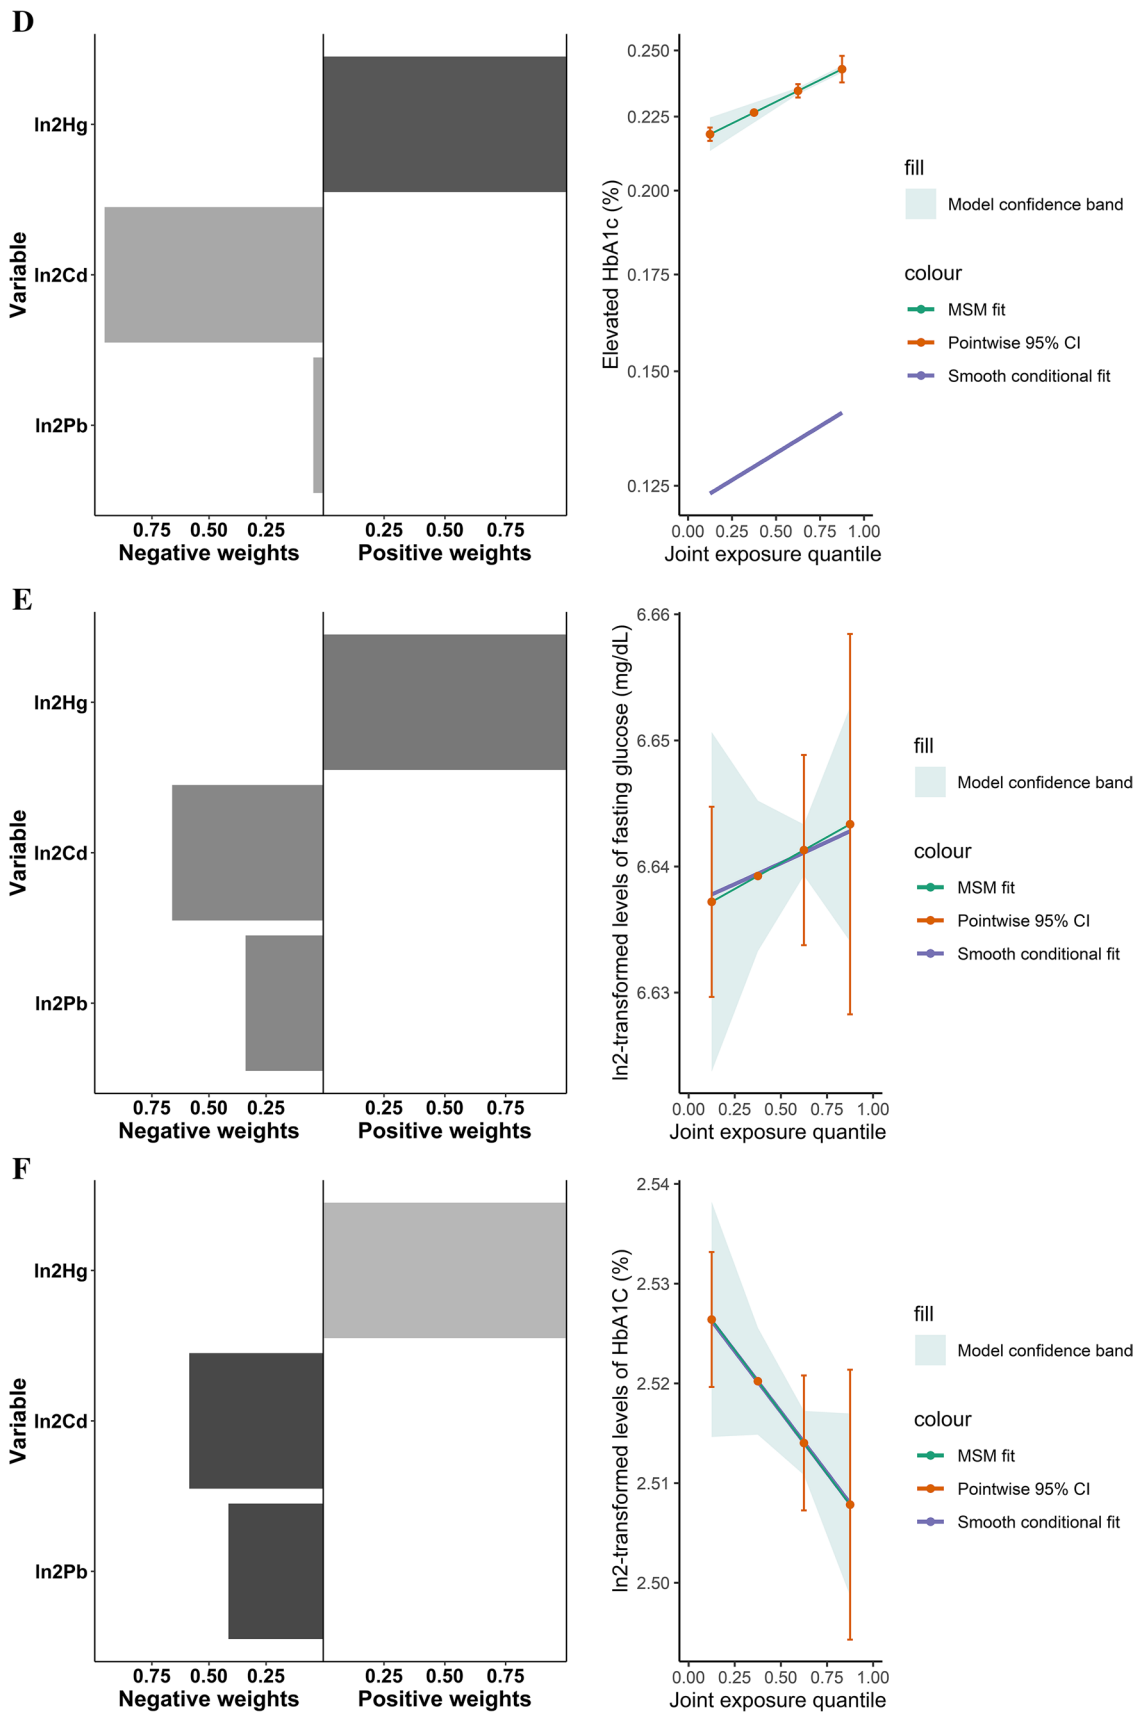 D
Variable
ln2Hg
ln2Cd
ln2Pb
0.75 0.50 0.25
Negative weights
0.25 0.50 0.75
Positive weights
Elevated HbA1c (%)
0.250
0.225
0.200
0.175
0.150
0.125
0.00 0.25 0.50 0.75 1.00
Joint exposure quantile
fill
Model confidence band
colour
MSM fit
Pointwise 95% CI
Smooth conditional fit
E
Variable
ln2Hg
ln2Cd
ln2Pb
0.75 0.50 0.25
Negative weights
0.25 0.50 0.75
Positive weights
ln2-transformed levels of fasting glucose (mg/dL)
6.66
6.65
6.64
6.63
0.00 0.25 0.50 0.75 1.00
Joint exposure quantile
fill
Model confidence band
colour
MSM fit
Pointwise 95% CI
Smooth conditional fit
F
Variable
ln2Hg
ln2Cd
ln2Pb
0.75 0.50 0.25
Negative weights
0.25 0.50 0.75
Positive weights
ln2-transformed levels of HbA1C (%)
2.54
2.53
2.52
2.51
2.50
0.00 0.25 0.50 0.75 1.00
Joint exposure quantile
fill
Model confidence band
colour
MSM fit
Pointwise 95% CI
Smooth conditional fit